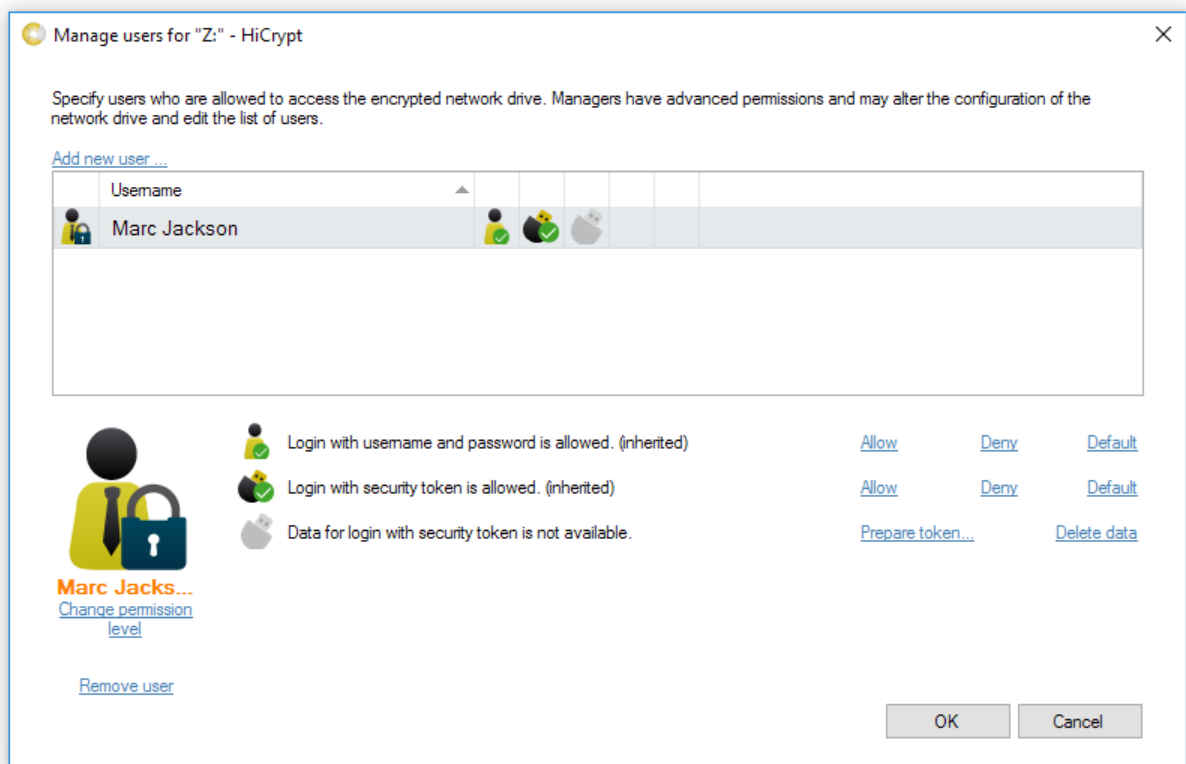 Manage users for "Z:" - HiCrypt
Specify users who are allowed to access the encrypted network drive. Managers have advanced permissions and may alter the configuration of the
network drive and edit the list of users.
Add new user ...
Username
Marc Jackson
Login with username and password is allowed. (inherited) Allow Deny Default
Login with security token is allowed. (inherited) Allow Deny Default
Data for login with security token is not available. Prepare token... Delete data
Marc Jacks...
Change permission
level
Remove user
OK Cancel